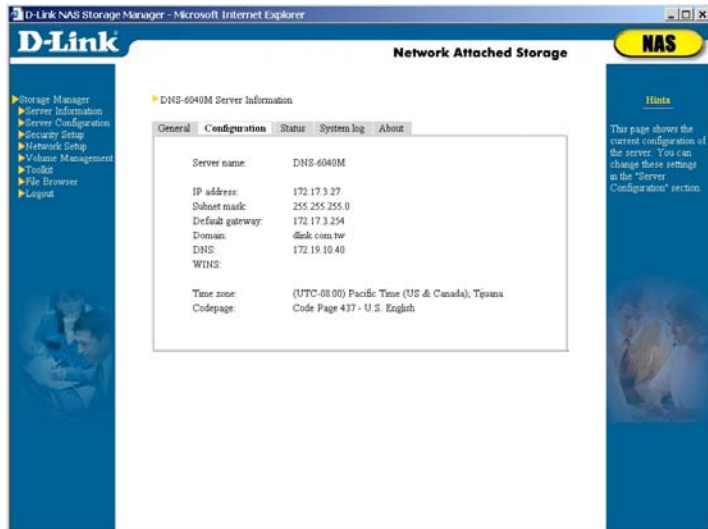 D-Link NAS Storage Manager - Microsoft Internet Explorer
D-Link
Network Attached Storage
NAS
Storage Manager
Server Information
Server Configuration
Security Setup
Network Setup
Volume Management
Toolkit
File Browser
Logout
DNS-6040M Server Information
General Configuration Status System log About
Server name: DNS-6040M
IP address: 172.17.3.27
Subnet mask: 255.255.255.0
Default gateway: 172.17.3.254
Domain: dlink.com.tw
DNS: 172.19.10.40
WINS:
Time zone: (UTC-08:00) Pacific Time (US & Canada); Tijuana
Codepage: Code Page 437 - U.S. English
Hints
This page shows the
current configuration of
the server. You can
change these settings
in the "Server
Configuration" section.